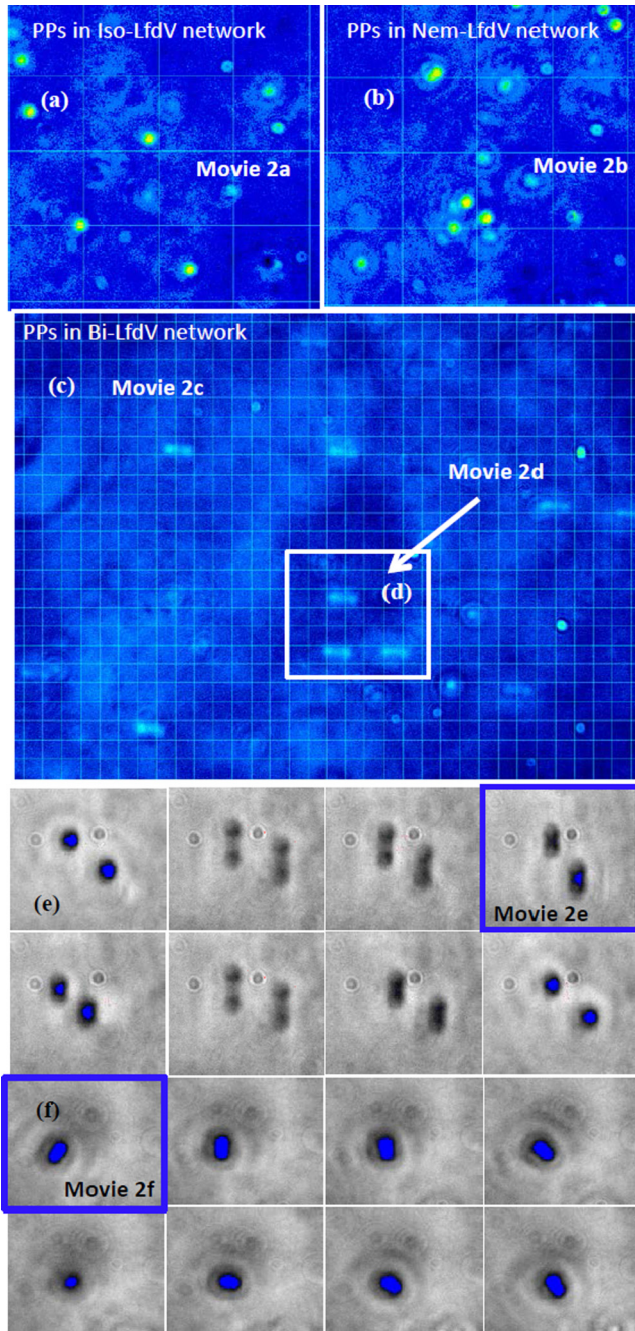 PPs in Iso-LfdV network
(a)
Movie 2a
PPs in Nem-LfdV network
(b)
Movie 2b
PPs in Bi-LfdV network
(c)
Movie 2c
Movie 2d
(d)
(e)
Movie 2e
(f)
Movie 2f